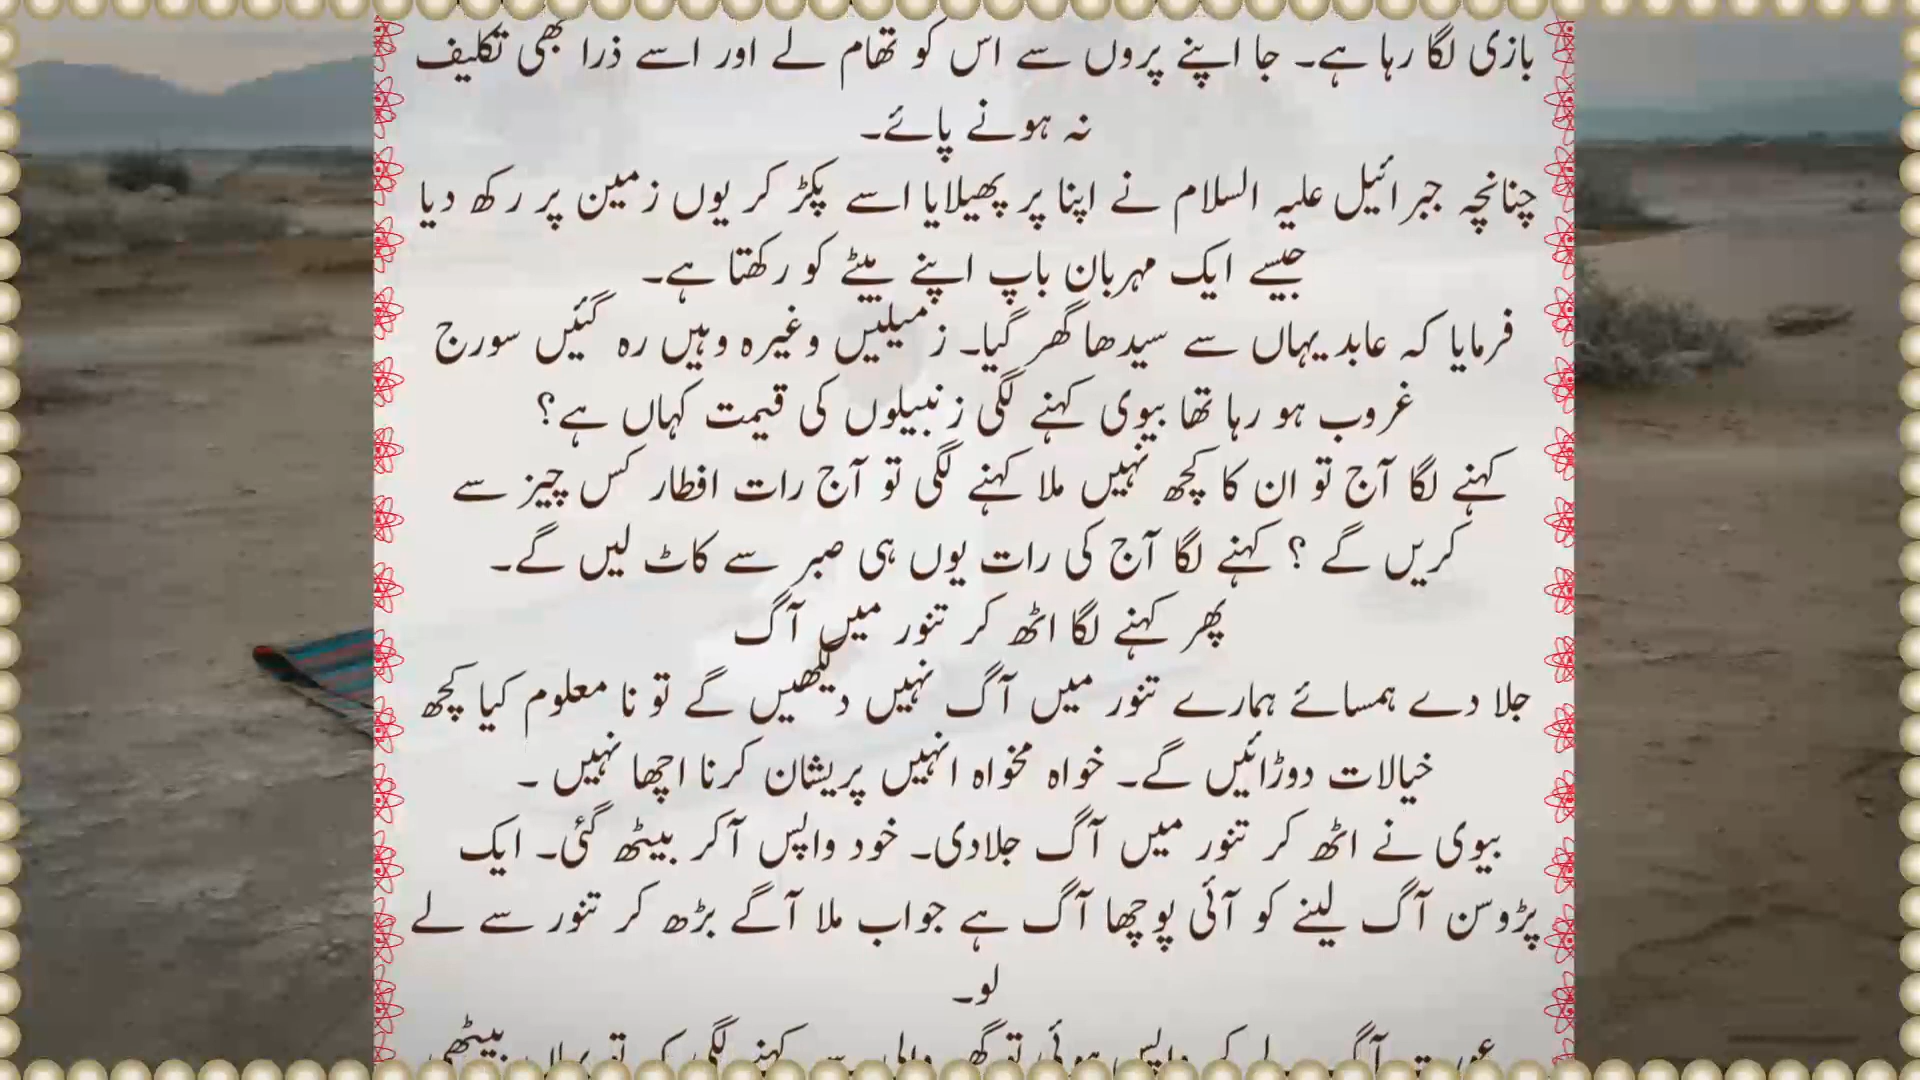 بازی لگا رہا ہے۔ جا اپنے پروں سے اس کو تھام لے اور اسے ذرا بھی تکلیف
نہ ہونے پائے۔
چنانچہ جبرائیل علیہ السلام نے اپنا پر پھیلایا اسے پکڑ کر یوں زمین پر رکھ دیا
جیسے ایک مہربان باپ اپنے بیٹے کو رکھتا ہے۔
فرمایا کہ عابد یہاں سے سیدھا گھر گیا۔ زمبیلیں وغیرہ وہیں رہ گئیں سورج
غروب ہو رہا تھا بیوی کہنے لگی زنبیلوں کی قیمت کہاں ہے؟
کہنے لگا آج تو ان کا کچھ نہیں ملا کہنے لگی تو آج رات افطار کس چیز سے
کریں گے ؟ کہنے لگا آج کی رات یوں ہی صبر سے کاٹ لیں گے۔
پھر کہنے لگا اٹھ کر تنور میں آگ
جلا دے ہمسائے ہمارے تنور میں آگ نہیں دیکھیں گے تو نا معلوم کیا کچھ
خیالات دوڑائیں گے۔ خواہ مخواہ انہیں پریشان کرنا اچھا نہیں ۔
بیوی نے اٹھ کر تنور میں آگ جلادی۔ خود واپس آکر بیٹھ گئی۔ ایک
پڑوسن آگ لینے کو آئی پوچھا آگ ہے جواب ملا آگے بڑھ کر تنور سے لے
لو۔